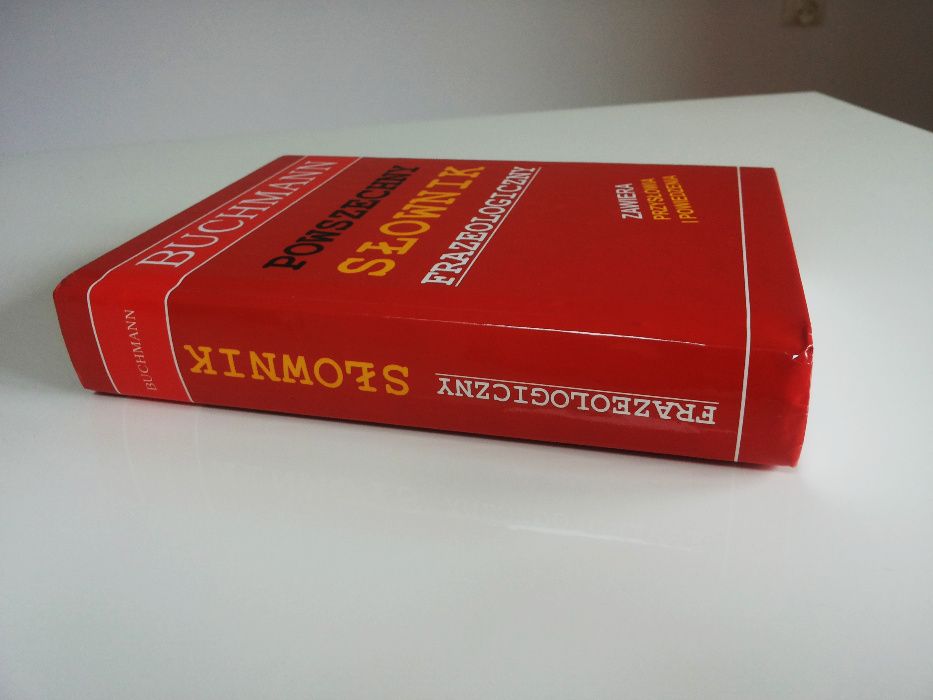 BUCHMANN
POWSZECHNY
SŁOWNIK
FRAZEOLOGICZNY
ZAWIERA
PRZYSŁOWIA
I POWIEDZENIA
BUCHMANN
SŁOWNIK
FRAZEOLOGICZNY